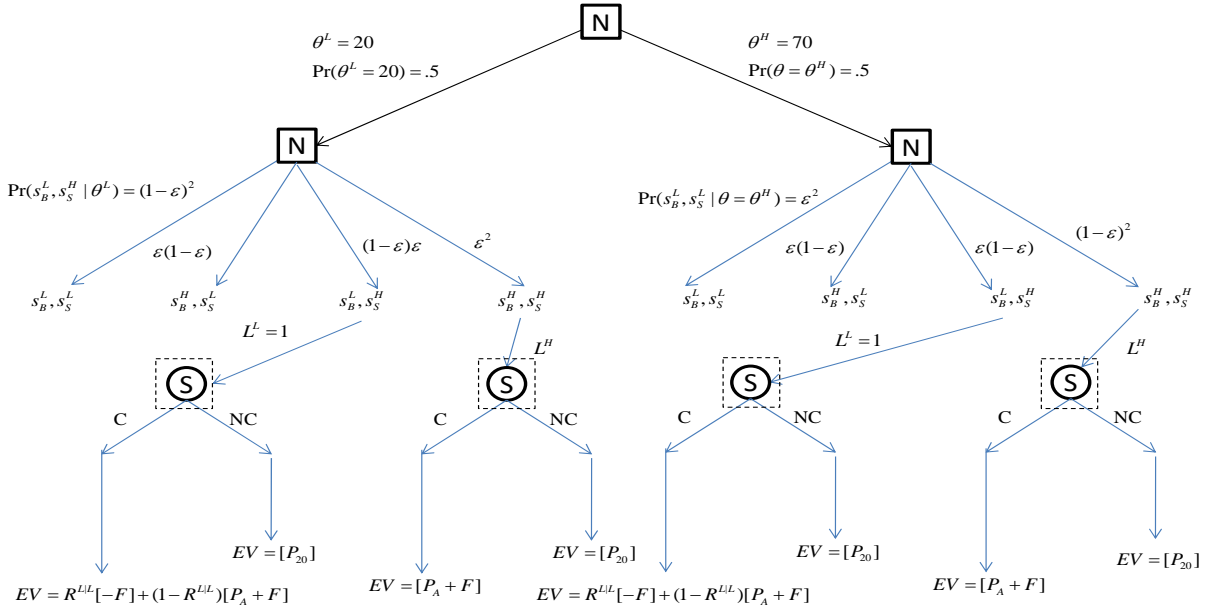 N
θ^L = 20
θ^H = 70
Pr(θ^L = 20) = .5
Pr(θ = θ^H) = .5
N
N
Pr(s_B^L, s_S^H | θ^L) = (1−ε)^2
ε(1−ε)
(1−ε)ε
ε^2
Pr(s_B^L, s_S^L | θ = θ^H) = ε^2
ε(1−ε)
ε(1−ε)
(1−ε)^2
s_B^L, s_S^L
s_B^H, s_S^L
s_B^L, s_S^H
s_B^H, s_S^H
s_B^L, s_S^L
s_B^H, s_S^L
s_B^L, s_S^H
s_B^H, s_S^H
L^L = 1
L^H
L^L = 1
L^H
S
S
S
S
C
NC
C
NC
C
NC
C
NC
EV = [P_20]
EV = [P_20]
EV = [P_20]
EV = [P_20]
EV = R^{L|L}[−F] + (1−R^{L|L})[P_A + F]
EV = [P_A + F]
EV = R^{L|L}[−F] + (1−R^{L|L})[P_A + F]
EV = [P_A + F]